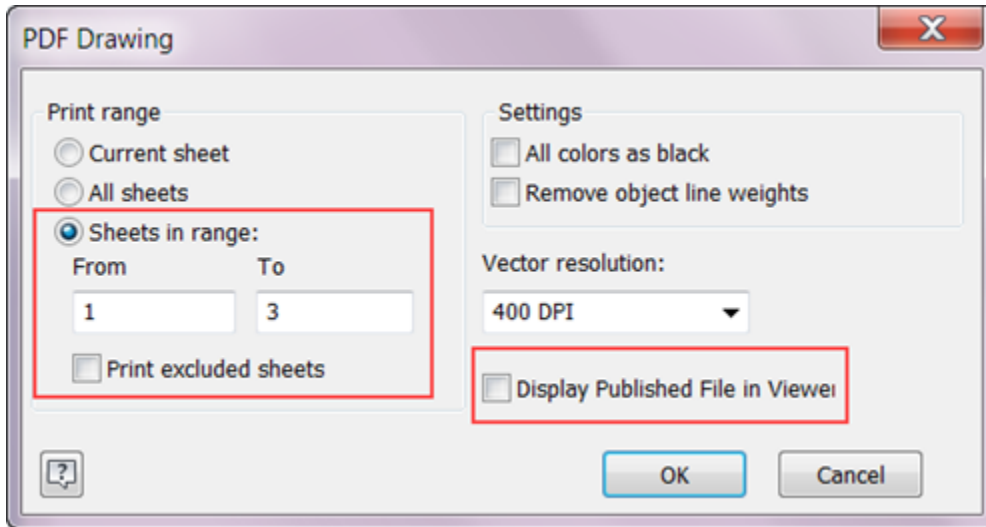 PDF Drawing
Print range
Current sheet
All sheets
Sheets in range:
From To
1 3
Print excluded sheets
Settings
All colors as black
Remove object line weights
Vector resolution:
400 DPI
Display Published File in Viewer
?
OK Cancel